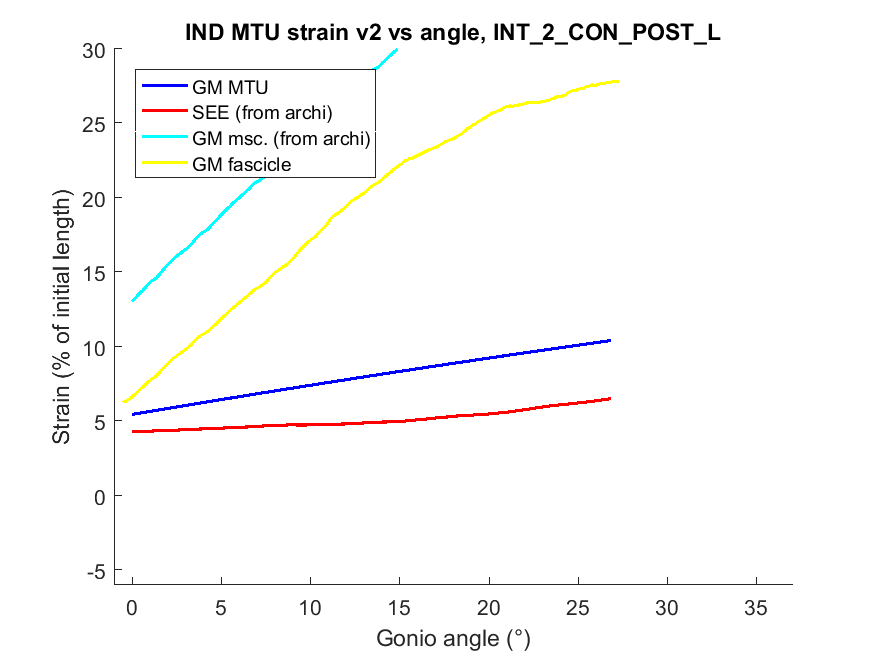 IND MTU strain v2 vs angle, INT_2_CON_POST_L
30
25
20
15
10
5
0
-5
Strain (% of initial length)
GM MTU
SEE (from archi)
GM msc. (from archi)
GM fascicle
0 5 10 15 20 25 30 35
Gonio angle (°)